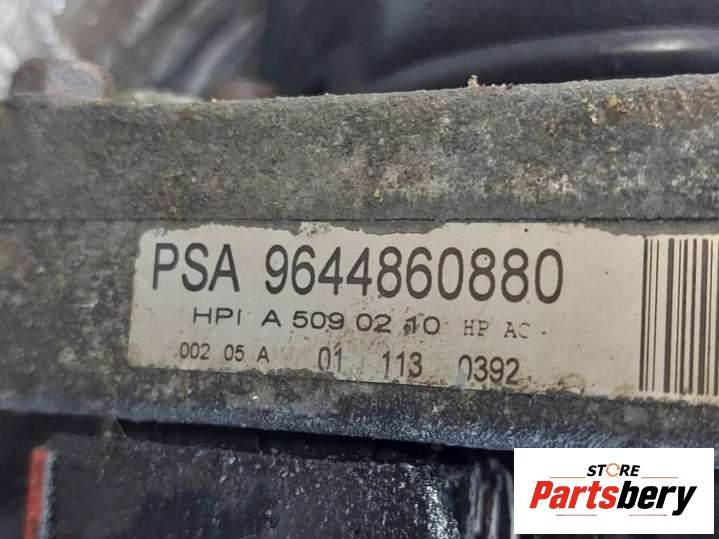 PSA 9644860880
HPI A 509 02 10 HP AC
002 05 A 01 113 0392
STORE
Partsbery